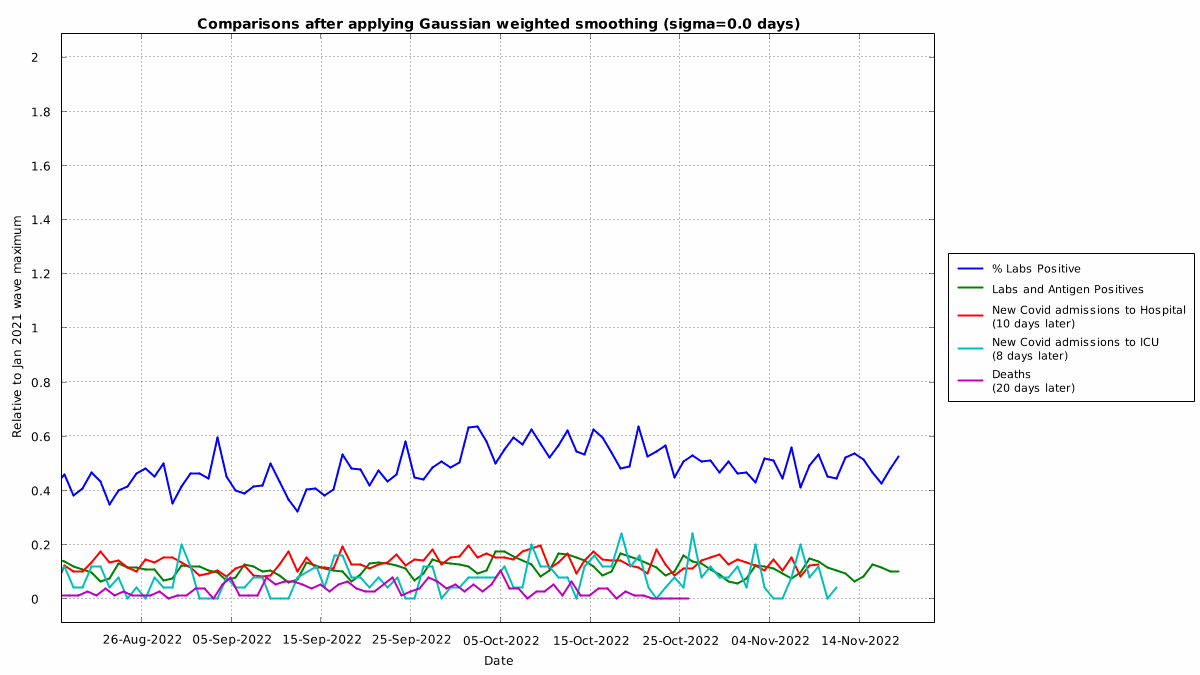 Comparisons after applying Gaussian weighted smoothing (sigma=0.0 days)
Relative to Jan 2021 wave maximum
2
1.8
1.6
1.4
1.2
1
0.8
0.6
0.4
0.2
0
26-Aug-2022 05-Sep-2022 15-Sep-2022 25-Sep-2022 05-Oct-2022 15-Oct-2022 25-Oct-2022 04-Nov-2022 14-Nov-2022
Date
% Labs Positive
Labs and Antigen Positives
New Covid admissions to Hospital
(10 days later)
New Covid admissions to ICU
(8 days later)
Deaths
(20 days later)